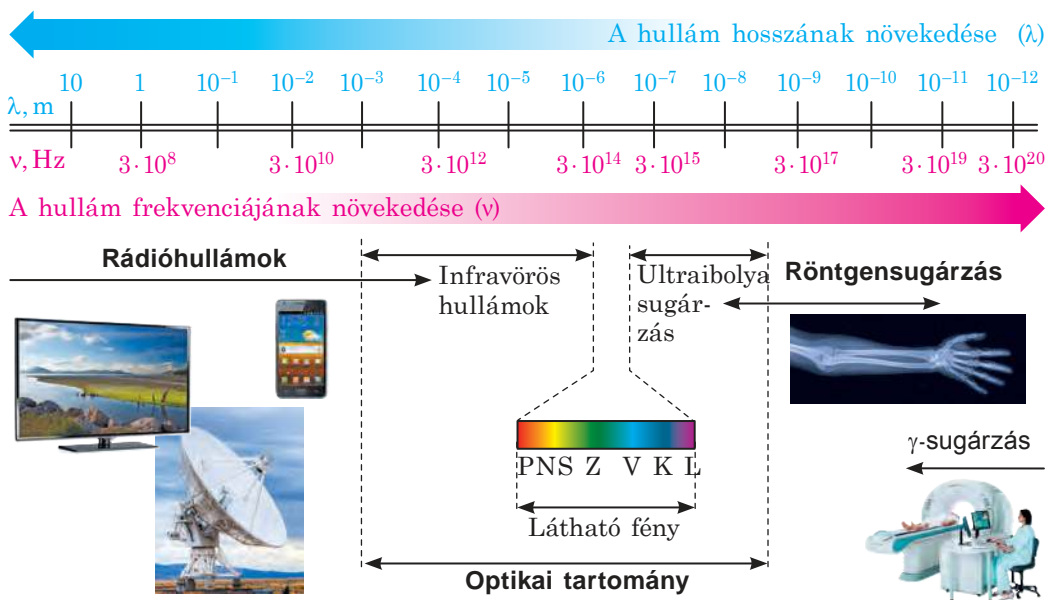 A hullám hosszának növekedése (λ)
10 1 10⁻¹ 10⁻² 10⁻³ 10⁻⁴ 10⁻⁵ 10⁻⁶ 10⁻⁷ 10⁻⁸ 10⁻⁹ 10⁻¹⁰ 10⁻¹¹ 10⁻¹²
λ, m
ν, Hz 3·10⁸ 3·10¹⁰ 3·10¹² 3·10¹⁴ 3·10¹⁵ 3·10¹⁷ 3·10¹⁹ 3·10²⁰
A hullám frekvenciájának növekedése (ν)
Rádióhullámok
Infravörös
hullámok
Ultraibolya
sugár-
zás
Röntgensugárzás
PNS Z V K L
Látható fény
γ-sugárzás
Optikai tartomány